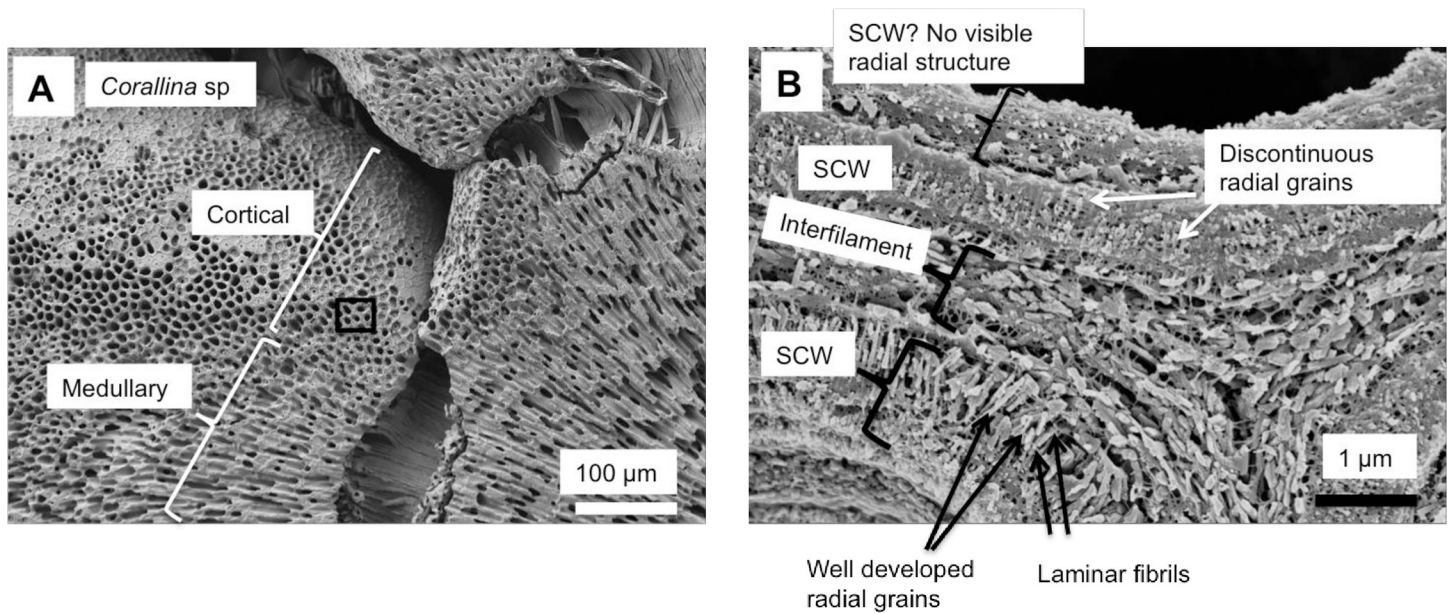 A
Corallina sp
Cortical
Medullary
100 µm
SCW? No visible
radial structure
B
SCW
Discontinuous
radial grains
Interfilament
SCW
1 µm
Well developed
radial grains
Laminar fibrils